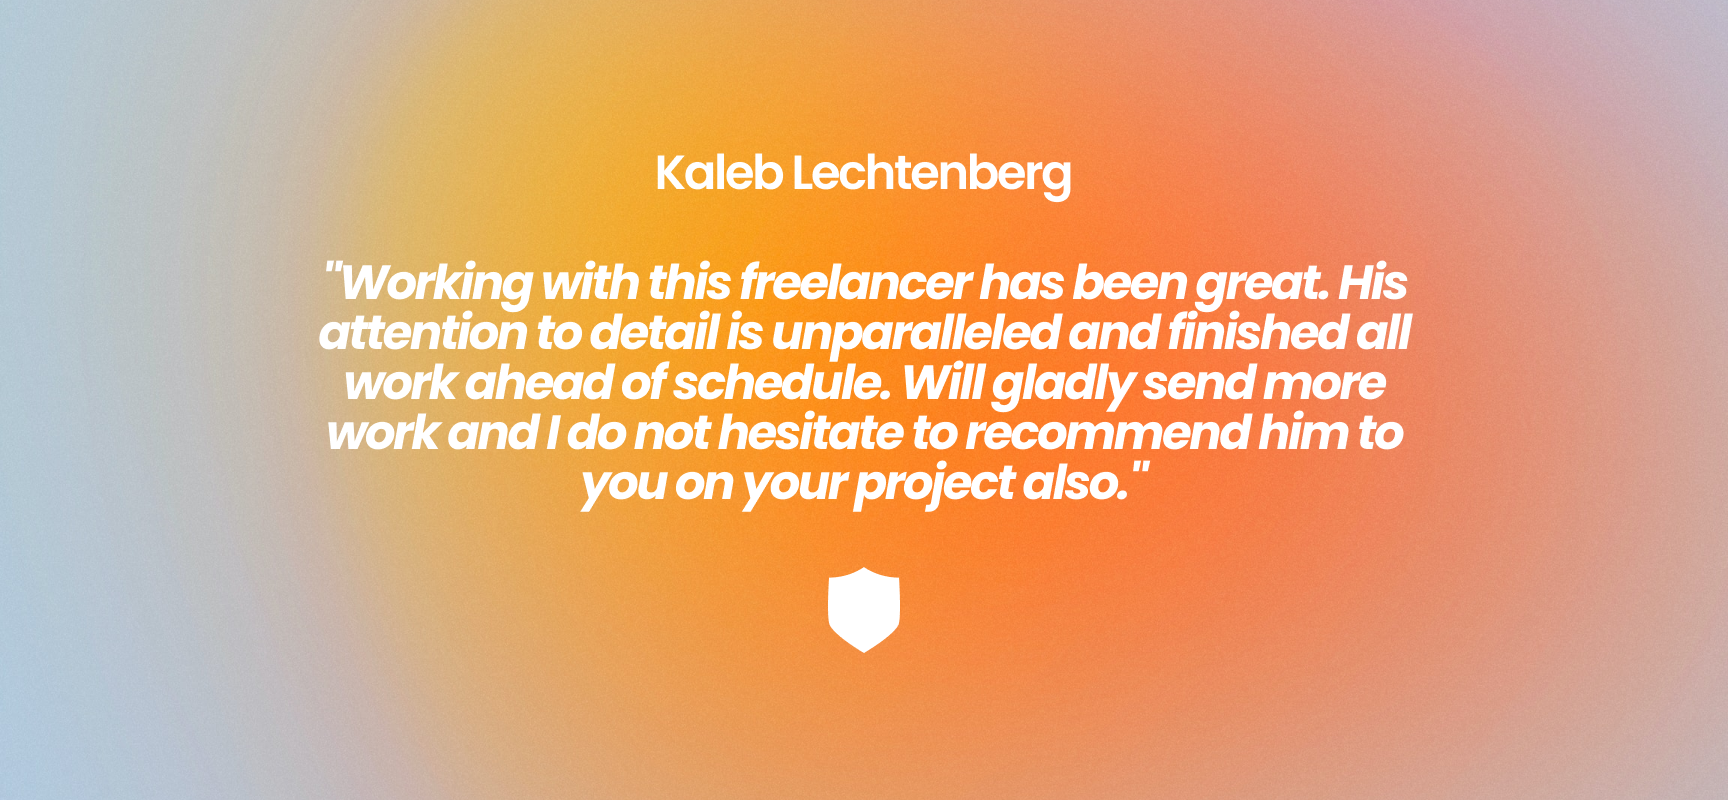 Kaleb Lechtenberg
"Working with this freelancer has been great. His
attention to detail is unparalleled and finished all
work ahead of schedule. Will gladly send more
work and I do not hesitate to recommend him to
you on your project also."